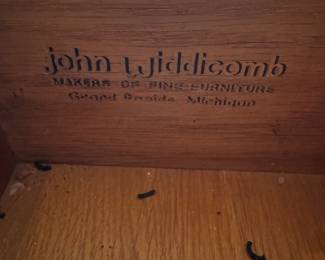 john widdicomb
MAKERS OF FINE FURNITURE
Grand Rapids, Michigan